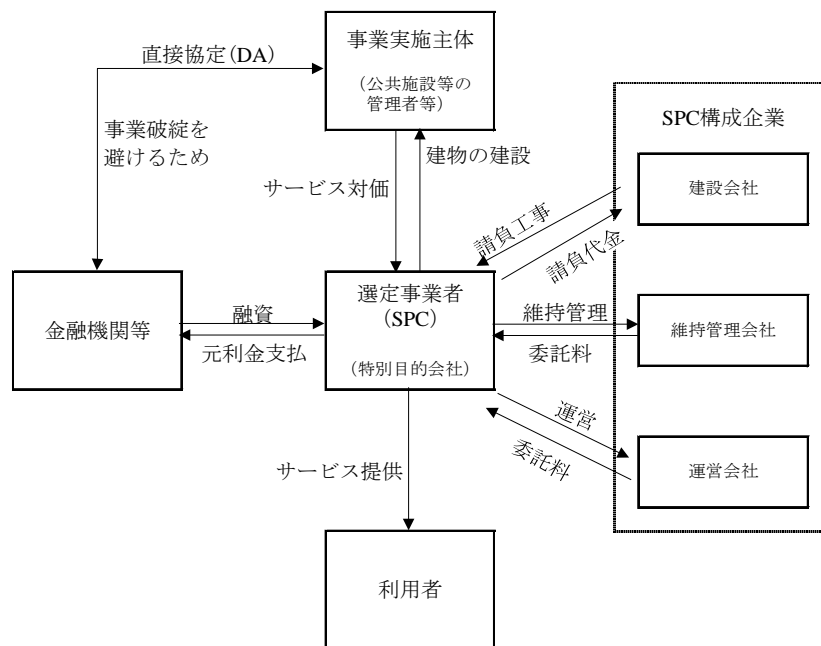 直接協定(DA)
事業実施主体
(公共施設等の
管理者等)
事業破綻を
避けるため
サービス対価
建物の建設
SPC構成企業
建設会社
請負工事
請負代金
金融機関等
融資
元利金支払
選定事業者
(SPC)
(特別目的会社)
維持管理
委託料
維持管理会社
運営
委託料
運営会社
サービス提供
利用者